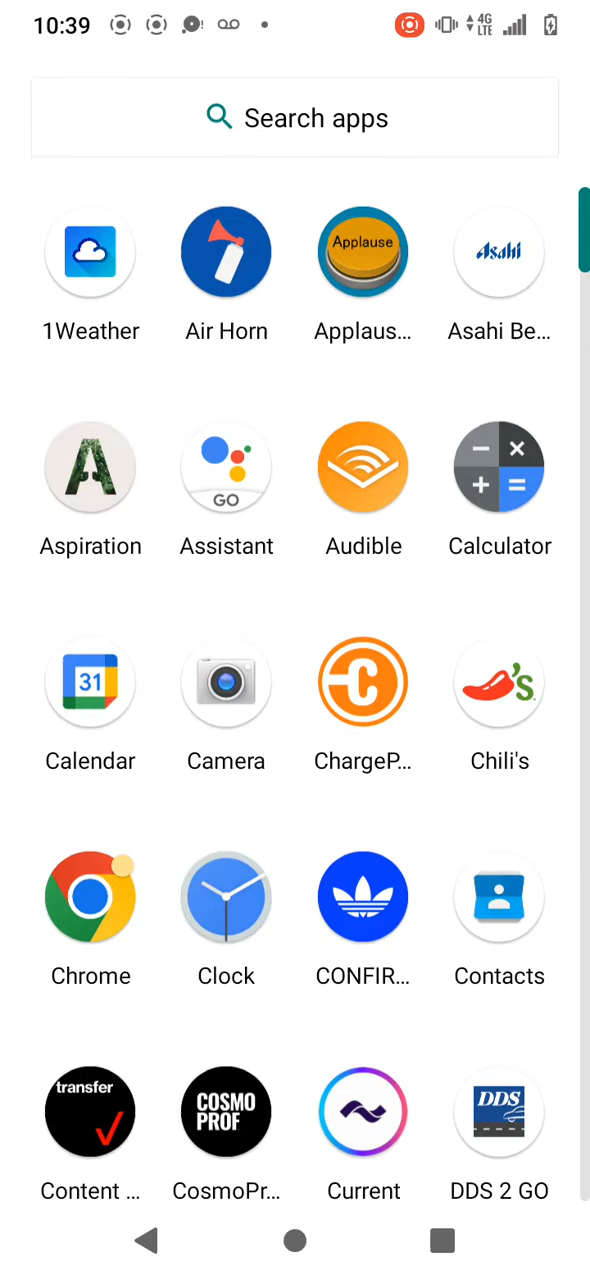 10:39
4G
LTE
Search apps
Applause
Asahi
1Weather
Air Horn
Applaus...
Asahi Be...
A
GO
Aspiration
Assistant
Audible
Calculator
31
C
'S
Calendar
Camera
ChargeP...
Chili's
Chrome
Clock
CONFIR...
Contacts
transfer
COSMO
PROF
DDS
Content ...
CosmoPr...
Current
DDS 2 GO